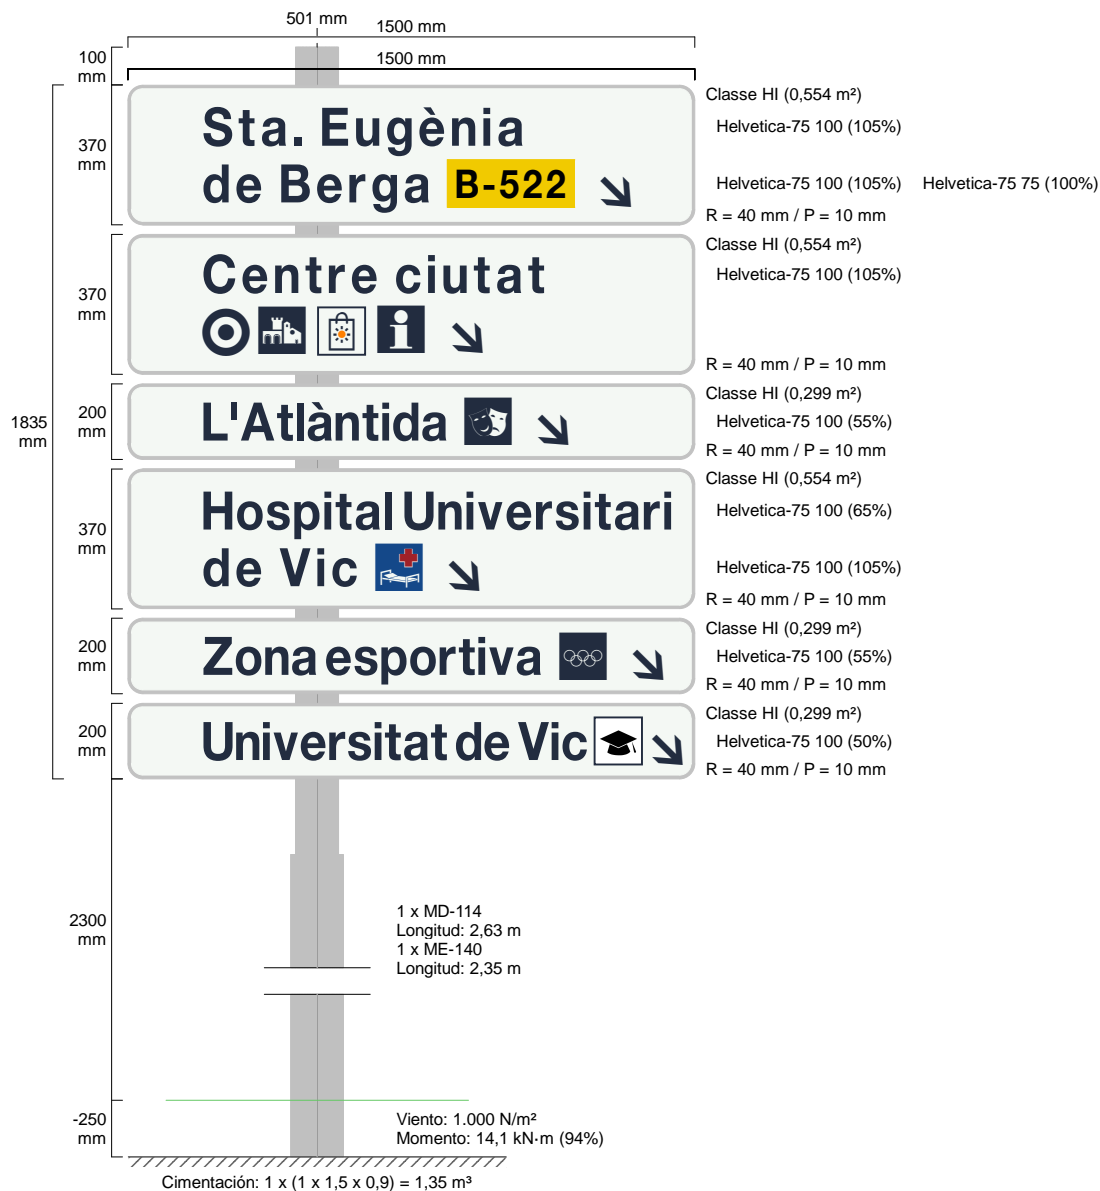 501 mm
1500 mm
1500 mm
100 mm
Sta. Eugènia
de Berga B-522
370 mm
Classe HI (0,554 m²)
Helvetica-75 100 (105%)
Helvetica-75 100 (105%) Helvetica-75 75 (100%)
R = 40 mm / P = 10 mm
Centre ciutat
i
370 mm
Classe HI (0,554 m²)
Helvetica-75 100 (105%)
R = 40 mm / P = 10 mm
1835 mm
L'Atlàntida
200 mm
Classe HI (0,299 m²)
Helvetica-75 100 (55%)
R = 40 mm / P = 10 mm
Hospital Universitari
de Vic
370 mm
Classe HI (0,554 m²)
Helvetica-75 100 (65%)
Helvetica-75 100 (105%)
R = 40 mm / P = 10 mm
Zona esportiva
200 mm
Classe HI (0,299 m²)
Helvetica-75 100 (55%)
R = 40 mm / P = 10 mm
Universitat de Vic
200 mm
Classe HI (0,299 m²)
Helvetica-75 100 (50%)
R = 40 mm / P = 10 mm
2300 mm
1 x MD-114
Longitud: 2,63 m
1 x ME-140
Longitud: 2,35 m
-250 mm
Viento: 1.000 N/m²
Momento: 14,1 kN·m (94%)
Cimentación: 1 x (1 x 1,5 x 0,9) = 1,35 m³